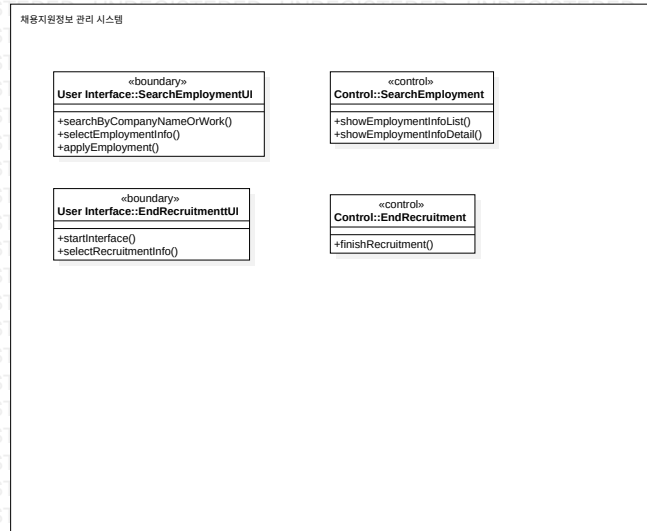 채용지원정보 관리 시스템
«boundary»
User Interface::SearchEmploymentUI
+searchByCompanyNameOrWork()
+selectEmploymentInfo()
+applyEmployment()
«control»
Control::SearchEmployment
+showEmploymentInfoList()
+showEmploymentInfoDetail()
«boundary»
User Interface::EndRecruitmenttUI
+startInterface()
+selectRecruitmentInfo()
«control»
Control::EndRecruitment
+finishRecruitment()